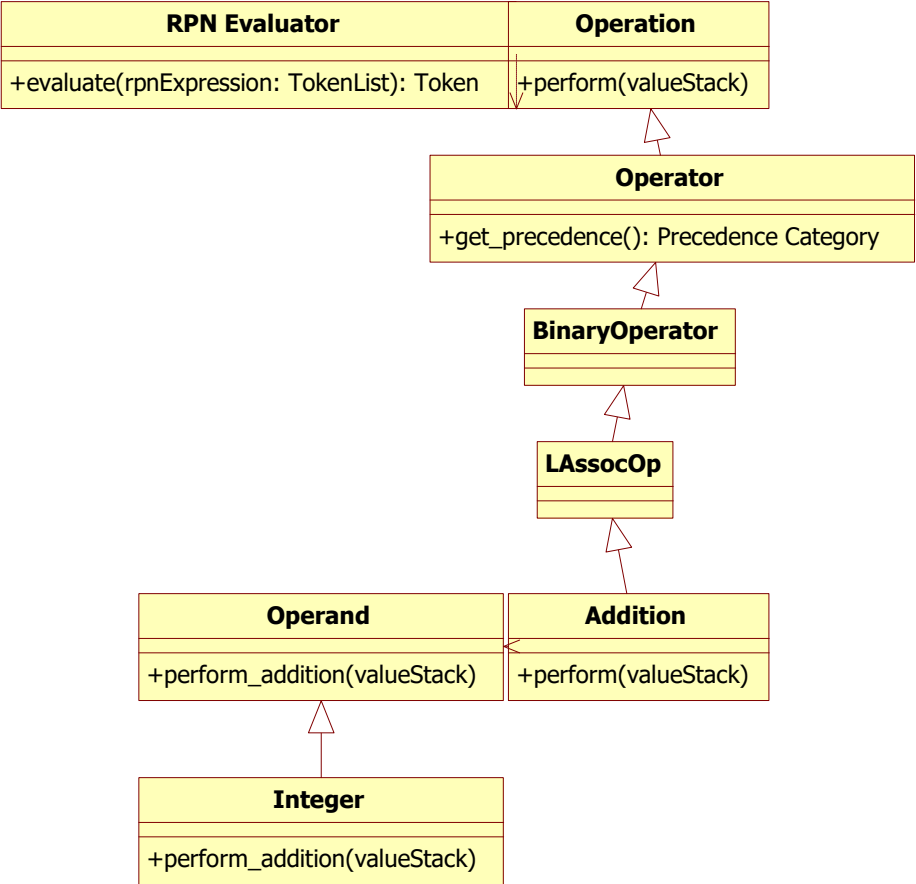 RPN Evaluator
+evaluate(rpnExpression: TokenList): Token
Operation
+perform(valueStack)
Operator
+get_precedence(): Precedence Category
BinaryOperator
LAssocOp
Operand
+perform_addition(valueStack)
Addition
+perform(valueStack)
Integer
+perform_addition(valueStack)